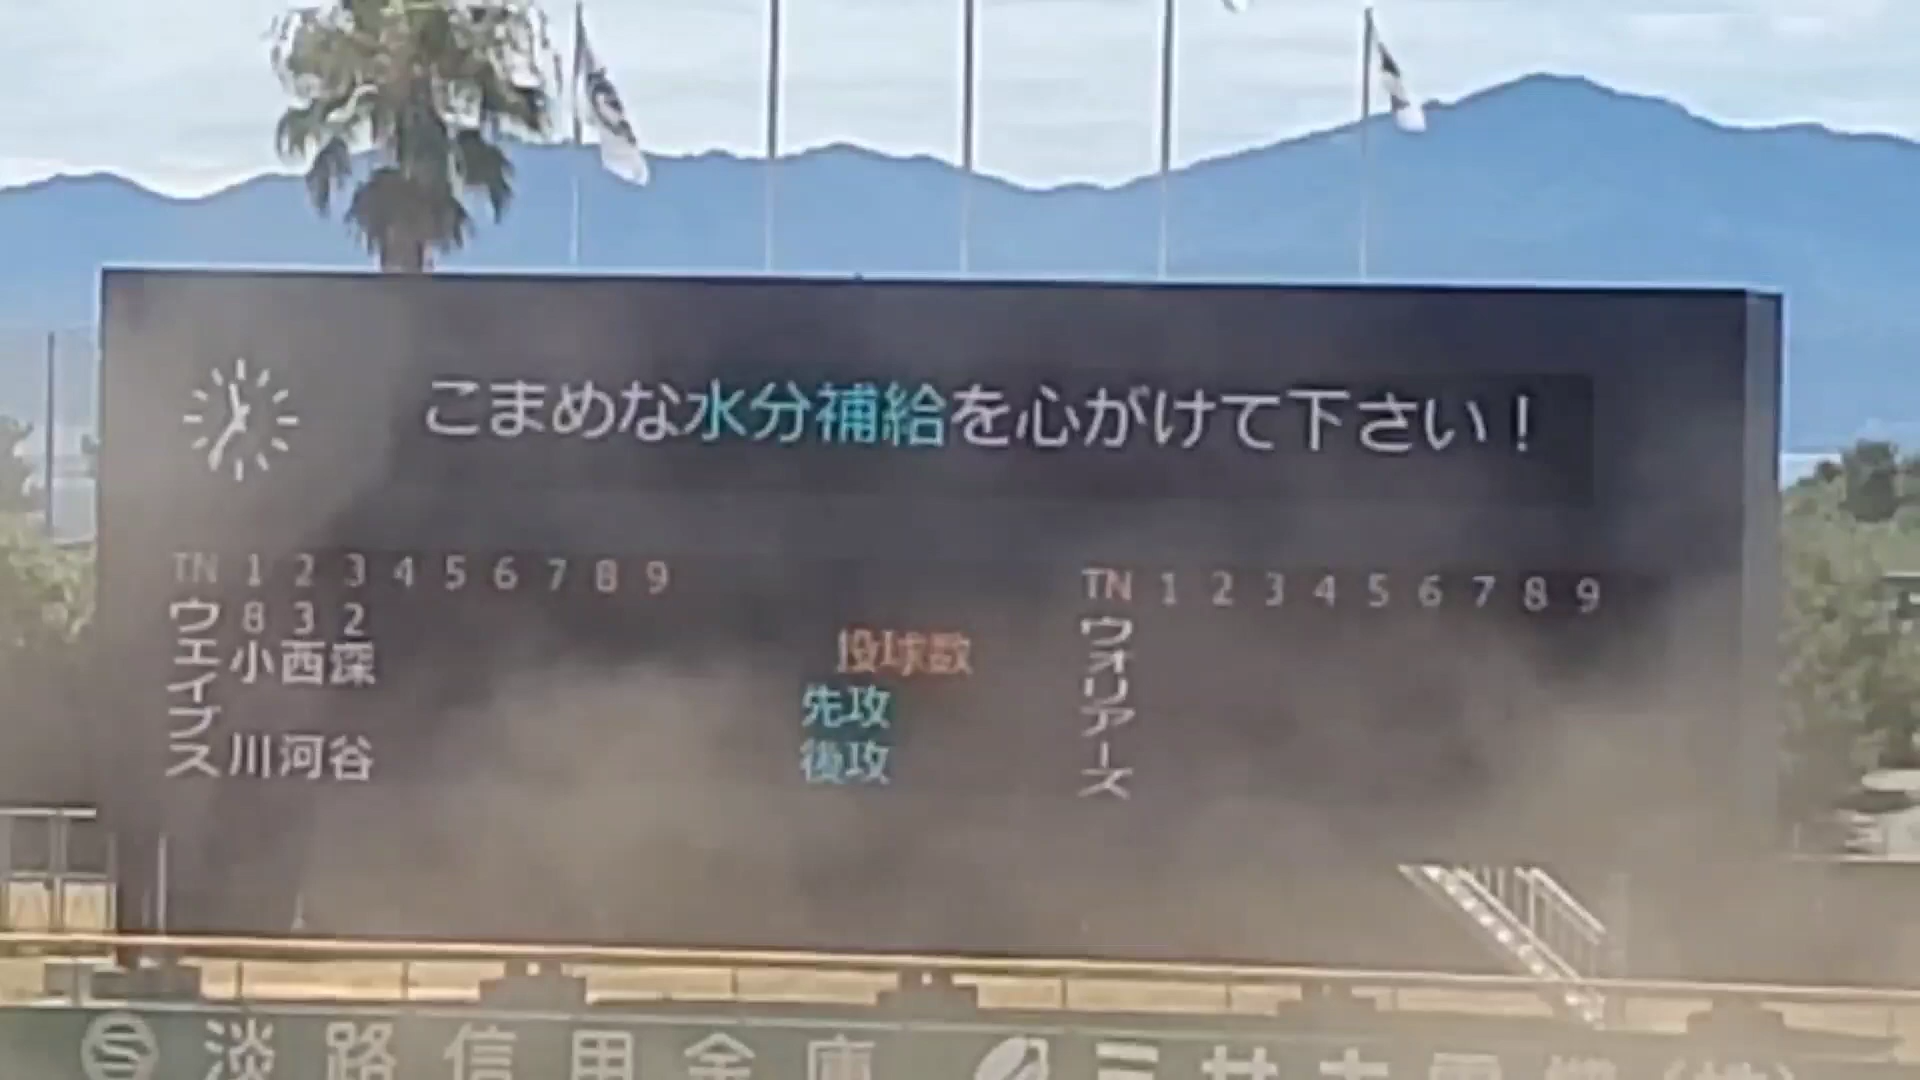 こまめな水分補給を心がけて下さい！
TN 1 2 3 4 5 6 7 8 9
ウエイブス
8 3 2
小川
西河
深谷
投球数
先攻
後攻
TN 1 2 3 4 5 6 7 8 9
ウォリアーズ
淡路信用金庫